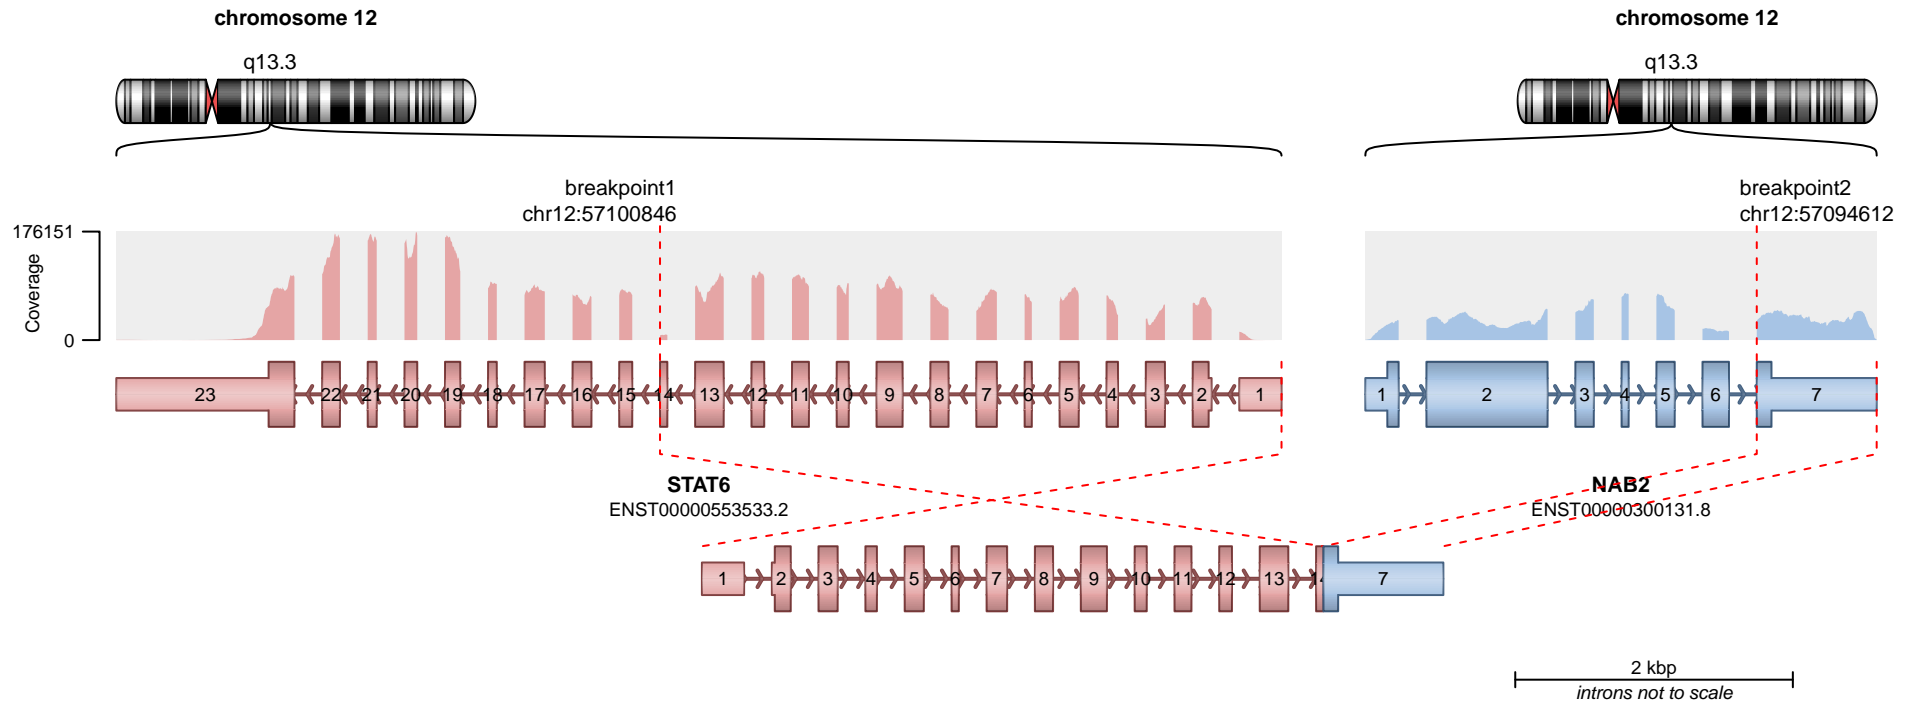 chromosome 12
chromosome 12
q13.3
q13.3
breakpoint1
chr12:57100846
breakpoint2
chr12:57094612
176151
Coverage
0
23 22 21 20 19 18 17 16 15 14 13 12 11 10 9 8 7 6 5 4 3 2 1
1 2 3 4 5 6 7
STAT6
ENST00000553533.2
NAB2
ENST00000300131.8
1 2 3 4 5 6 7 8 9 10 11 12 13 14 7
2 kbp
introns not to scale